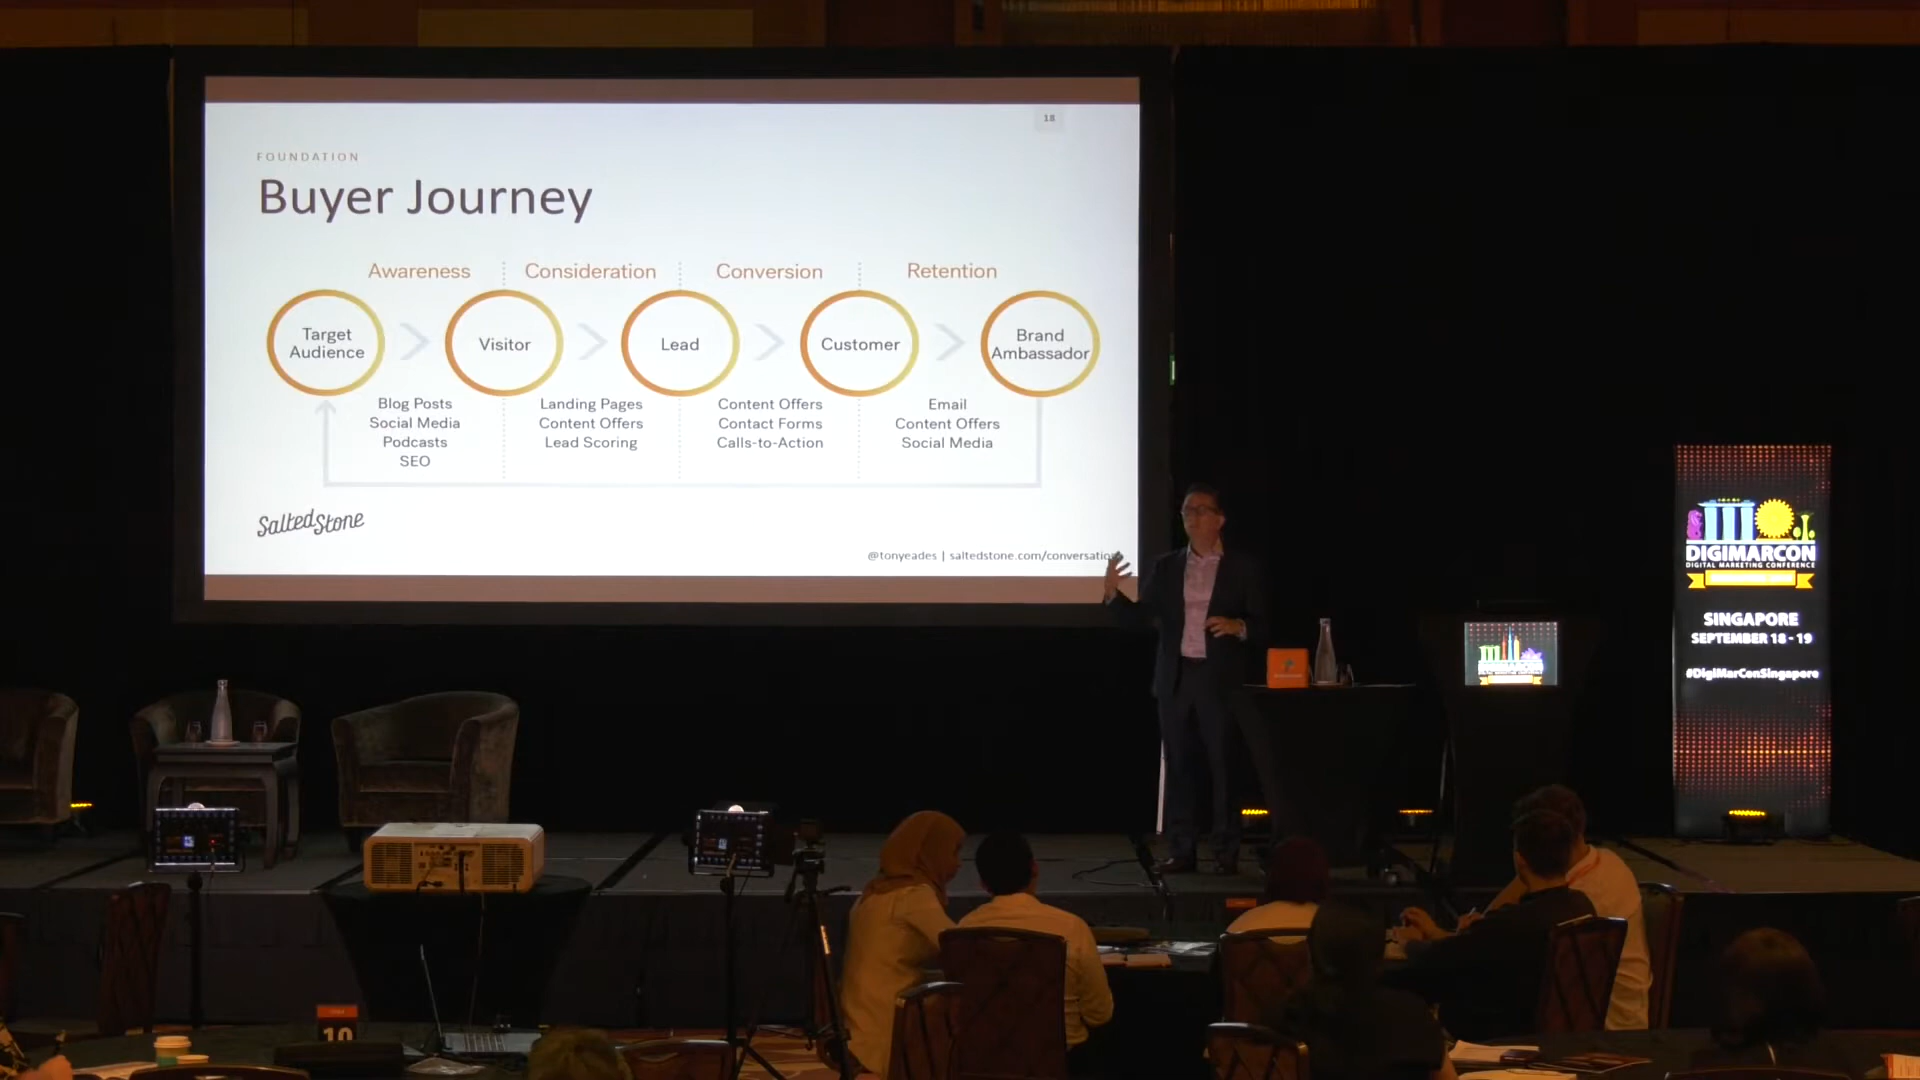 18
FOUNDATION
Buyer Journey
Awareness
Consideration
Conversion
Retention
Target
Audience
Visitor
Lead
Customer
Brand
Ambassador
Blog Posts
Social Media
Podcasts
SEO
Landing Pages
Content Offers
Lead Scoring
Content Offers
Contact Forms
Calls-to-Action
Email
Content Offers
Social Media
SaltedStone
@tonyeades | saltedstone.com/conversation
DIGIMARCON
DIGITAL MARKETING CONFERENCE
SINGAPORE
SEPTEMBER 18 - 19
#DigiMarConSingapore
10